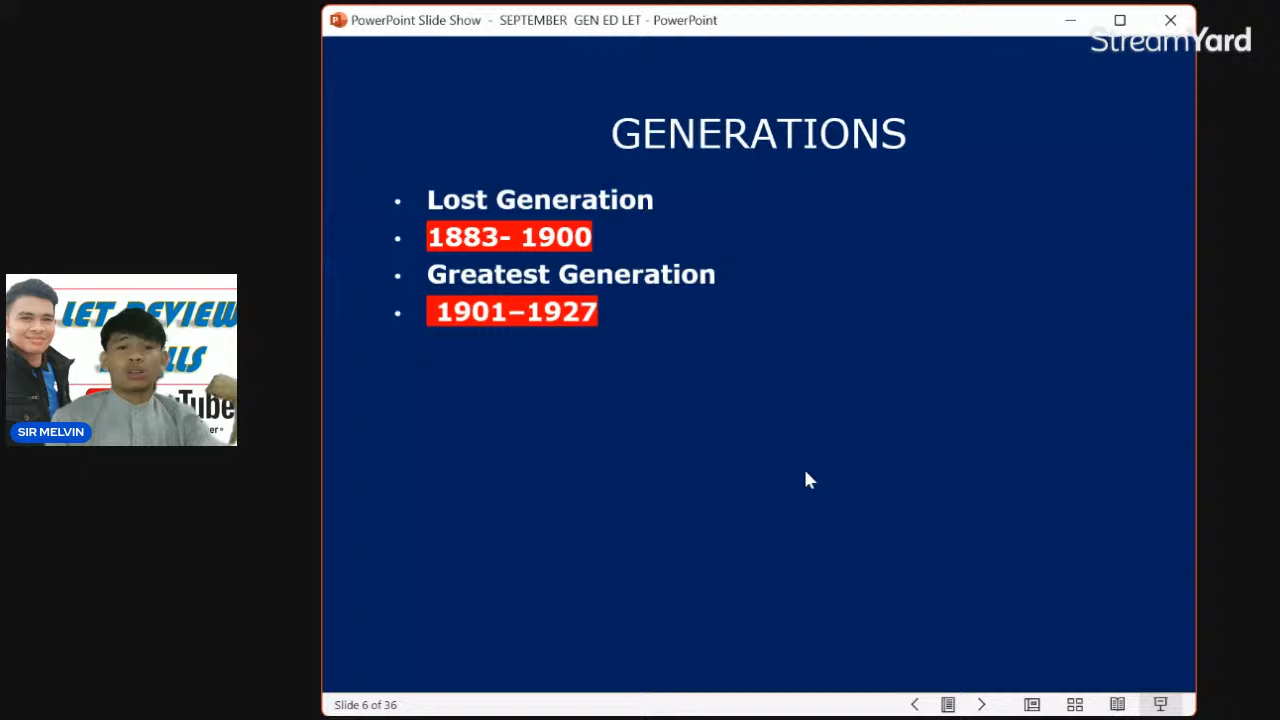 PowerPoint Slide Show - SEPTEMBER GEN ED LET - PowerPoint
StreamYard
GENERATIONS
• Lost Generation
• 1883- 1900
• Greatest Generation
• 1901–1927
LET REVIEW
SIR MELVIN
Slide 6 of 36